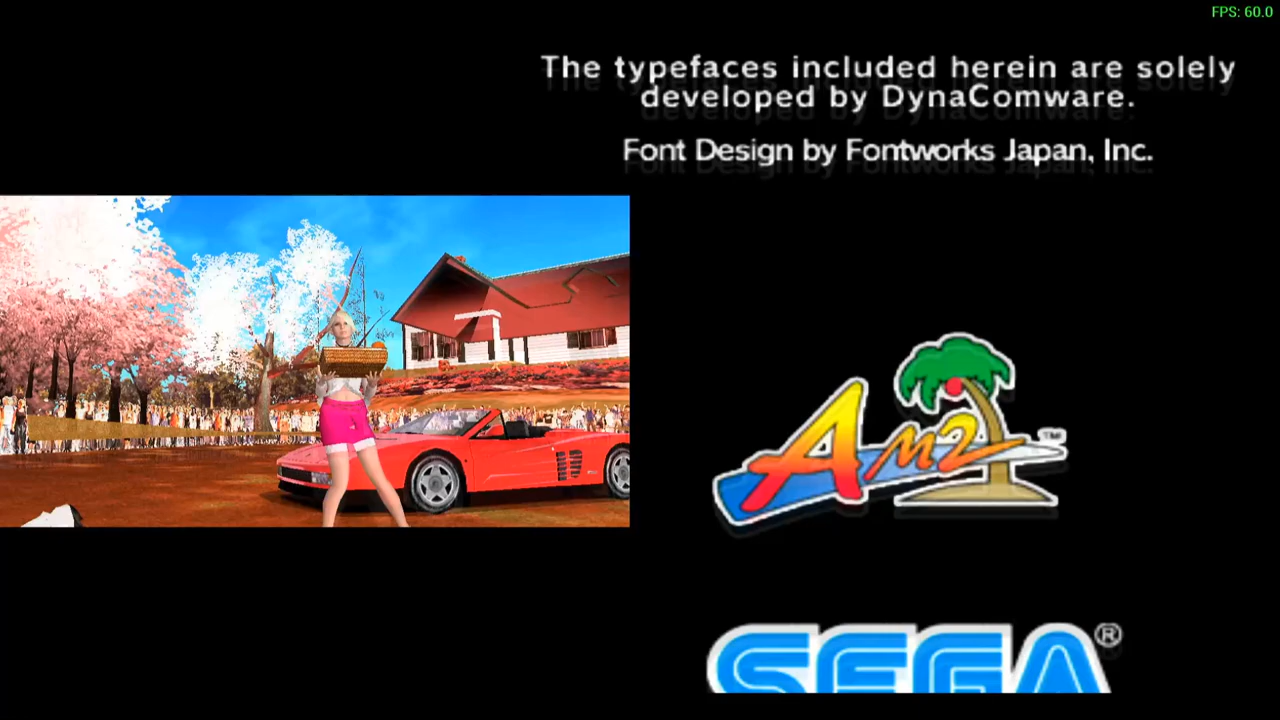 FPS: 60.0
The typefaces included herein are solely
developed by DynaComware.
Font Design by Fontworks Japan, Inc.
AM2 ™
SEGA ®